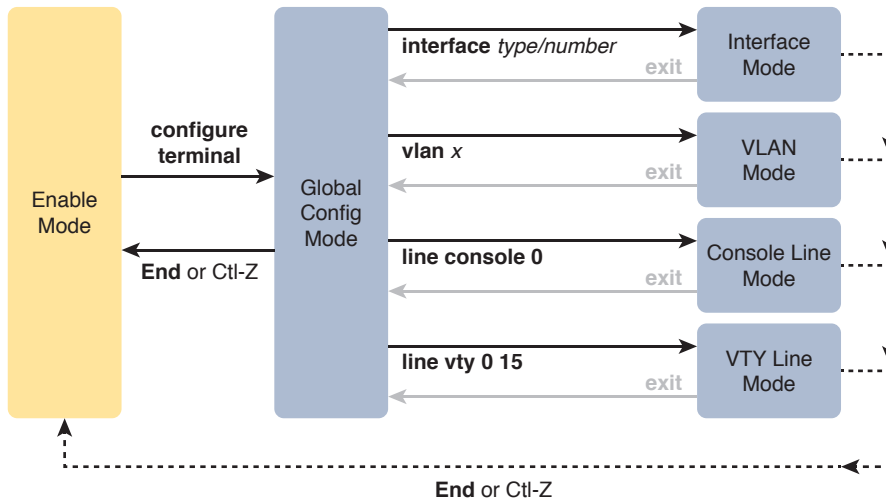 Enable
Mode
configure
terminal
End or Ctl-Z
Global
Config
Mode
interface type/number
exit
Interface
Mode
vlan x
exit
VLAN
Mode
line console 0
exit
Console Line
Mode
line vty 0 15
exit
VTY Line
Mode
End or Ctl-Z